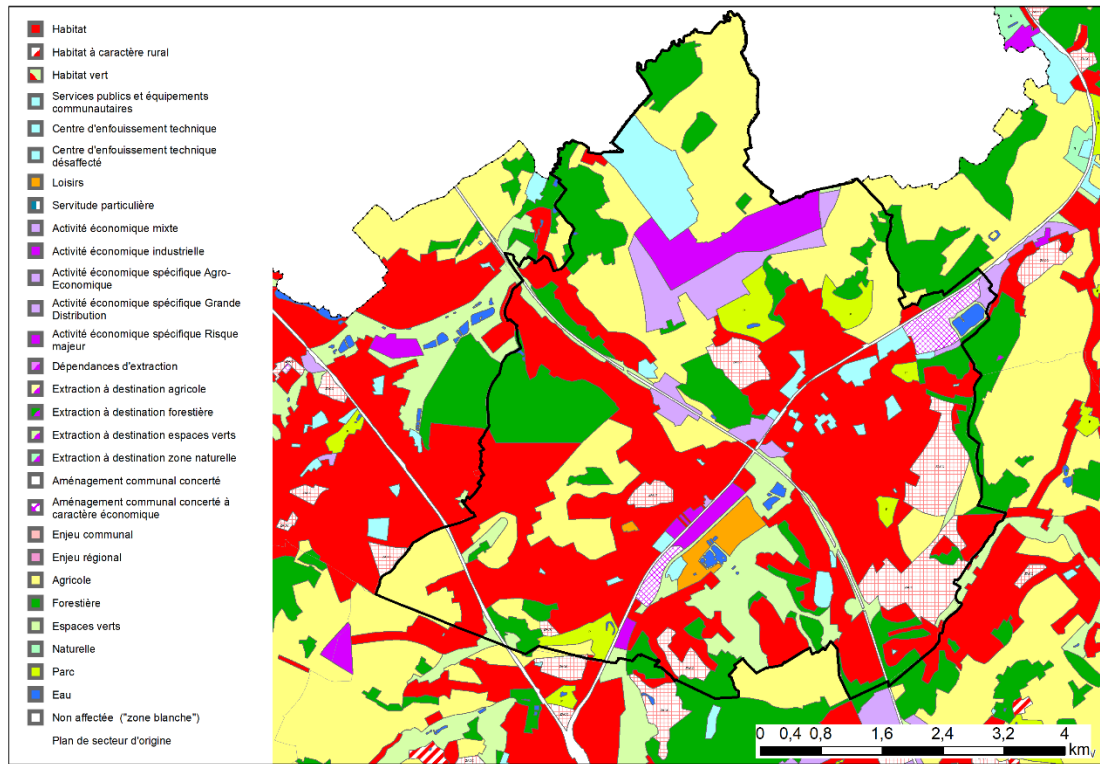 Habitat
Habitat à caractère rural
Habitat vert
Services publics et équipements
communautaires
Centre d'enfouissement technique
Centre d'enfouissement technique
désaffecté
Loisirs
Servitude particulière
Activité économique mixte
Activité économique industrielle
Activité économique spécifique Agro-
Economique
Activité économique spécifique Grande
Distribution
Activité économique spécifique Risque
majeur
Dépendances d'extraction
Extraction à destination agricole
Extraction à destination forestière
Extraction à destination espaces verts
Extraction à destination zone naturelle
Aménagement communal concerté
Aménagement communal concerté à
caractère économique
Enjeu communal
Enjeu régional
Agricole
Forestière
Espaces verts
Naturelle
Parc
Eau
Non affectée ("zone blanche")
Plan de secteur d'origine
0 0,4 0,8 1,6 2,4 3,2 4
km